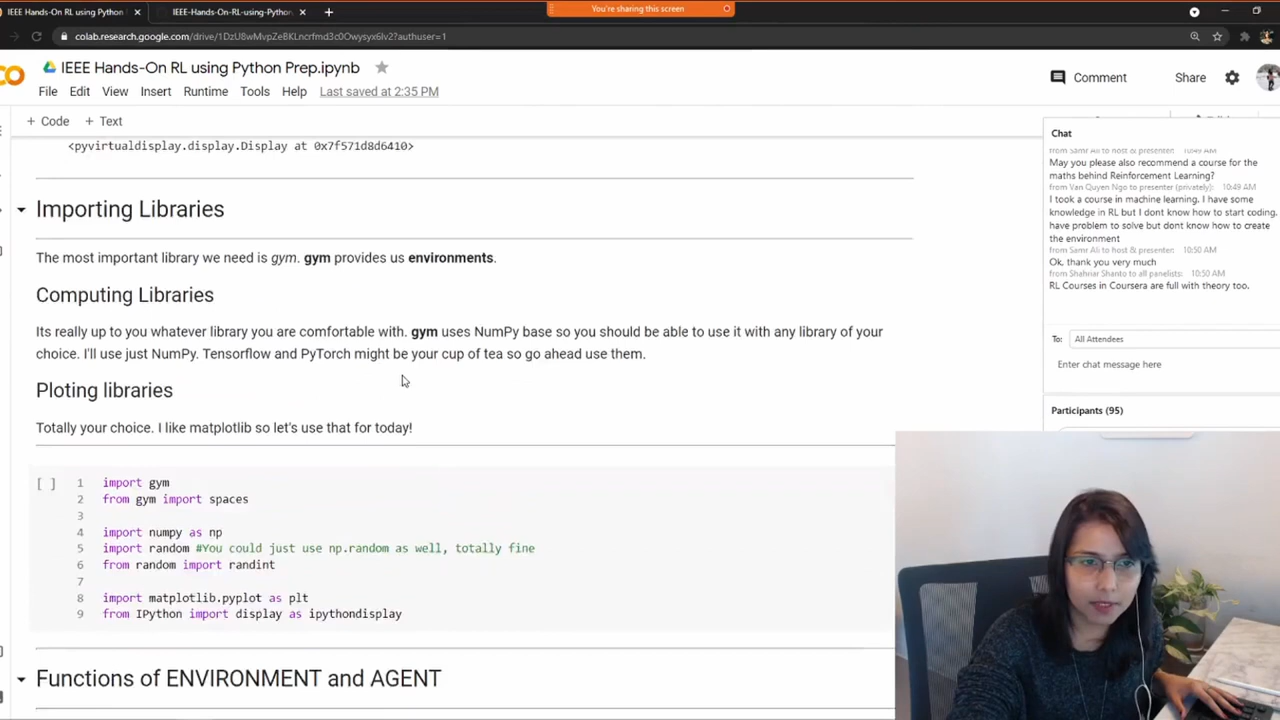 IEEE Hands On RL using Python
IEEE-Hands-On-RL-using-Python-
You're sharing this screen
colab.research.google.com/drive/1DzU8wMvpZeBKLncrfmd3c0Owysyx6lv2?authuser=1
IEEE Hands-On RL using Python Prep.ipynb
File Edit View Insert Runtime Tools Help Last saved at 2:35 PM
Comment Share
+ Code + Text
<pyvirtualdisplay.display.Display at 0x7f571d8d6410>
Importing Libraries
The most important library we need is gym. gym provides us environments.
Computing Libraries
Its really up to you whatever library you are comfortable with. gym uses NumPy base so you should be able to use it with any library of your
choice. I'll use just NumPy. Tensorflow and PyTorch might be your cup of tea so go ahead use them.
Ploting libraries
Totally your choice. I like matplotlib so let's use that for today!
[ ] 1 import gym
2 from gym import spaces
3
4 import numpy as np
5 import random #You could just use np.random as well, totally fine
6 from random import randint
7
8 import matplotlib.pyplot as plt
9 from IPython import display as ipythondisplay
Functions of ENVIRONMENT and AGENT
Chat
from Samr Ali to host & presenter: 10:49 AM
May you please also recommend a course for the
maths behind Reinforcement Learning?
from Van Quyen Ngo to presenter (privately): 10:49 AM
I took a course in machine learning. I have some
knowledge in RL but I dont know how to start coding.
have problem to solve but dont know how to create
the environment
from Samr Ali to host & presenter: 10:50 AM
Ok, thank you very much
from Shahriar Shanto to all panelists: 10:50 AM
RL Courses in Coursera are full with theory too.
To: All Attendees
Enter chat message here
Participants (95)